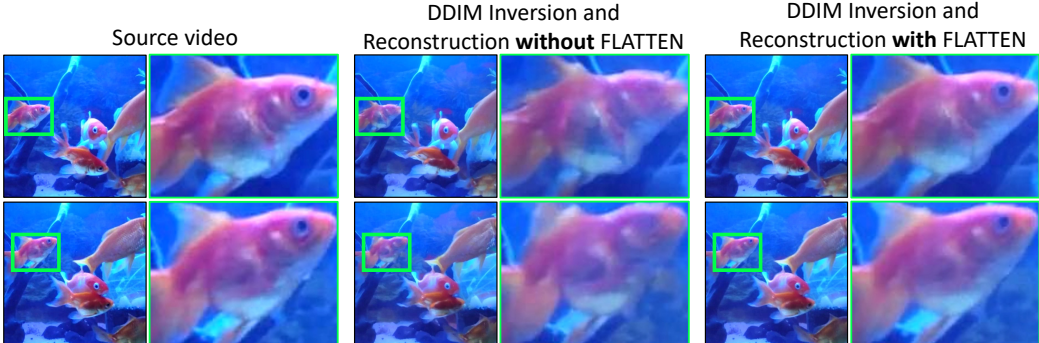 Source video
DDIM Inversion and
Reconstruction without FLATTEN
DDIM Inversion and
Reconstruction with FLATTEN